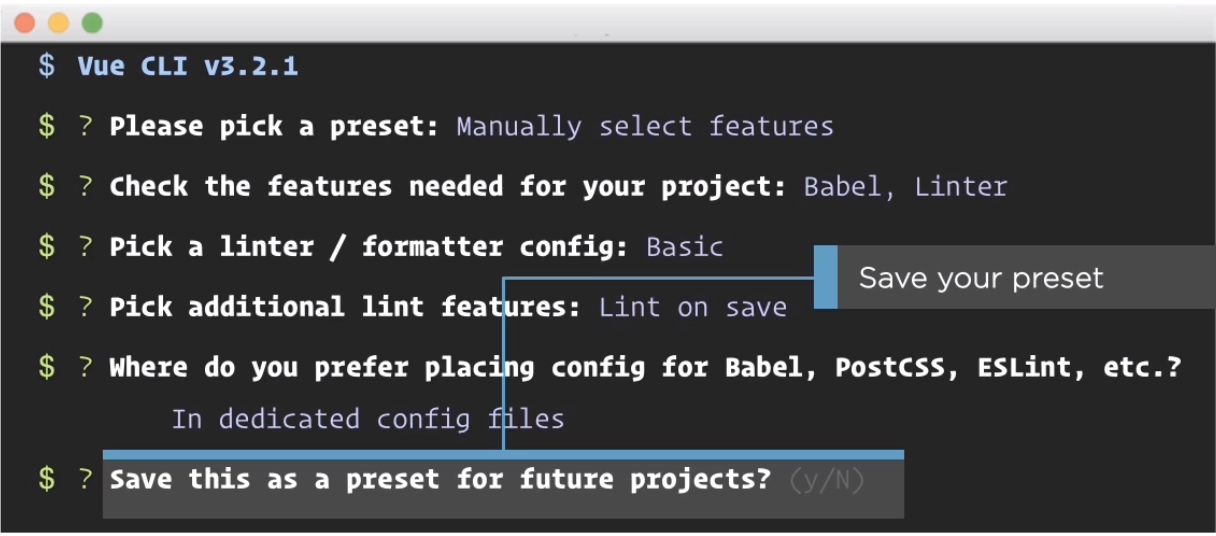 $ Vue CLI v3.2.1
$ ? Please pick a preset: Manually select features
$ ? Check the features needed for your project: Babel, Linter
$ ? Pick a linter / formatter config: Basic
Save your preset
$ ? Pick additional lint features: Lint on save
$ ? Where do you prefer placing config for Babel, PostCSS, ESLint, etc.?
In dedicated config files
$ ? Save this as a preset for future projects? (y/N)